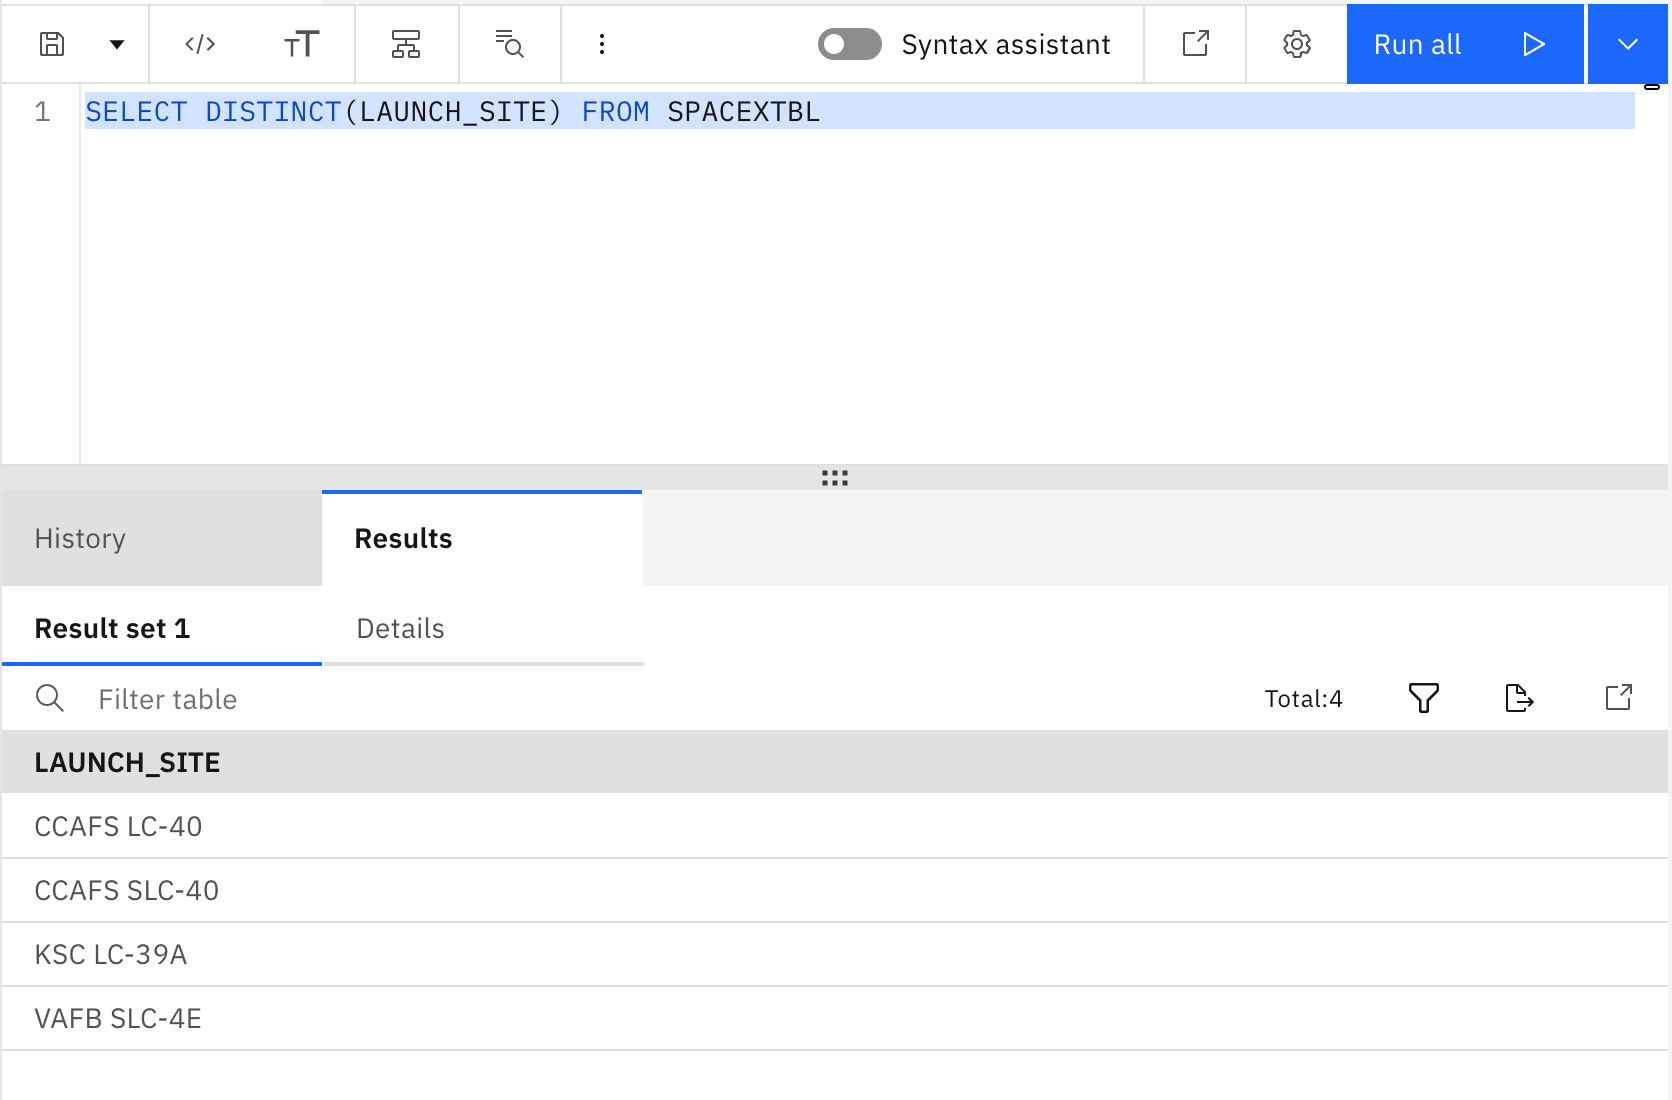 </> TT Syntax assistant Run all
1 SELECT DISTINCT(LAUNCH_SITE) FROM SPACEXTBL
History Results
Result set 1 Details
Filter table Total:4
LAUNCH_SITE
CCAFS LC-40
CCAFS SLC-40
KSC LC-39A
VAFB SLC-4E